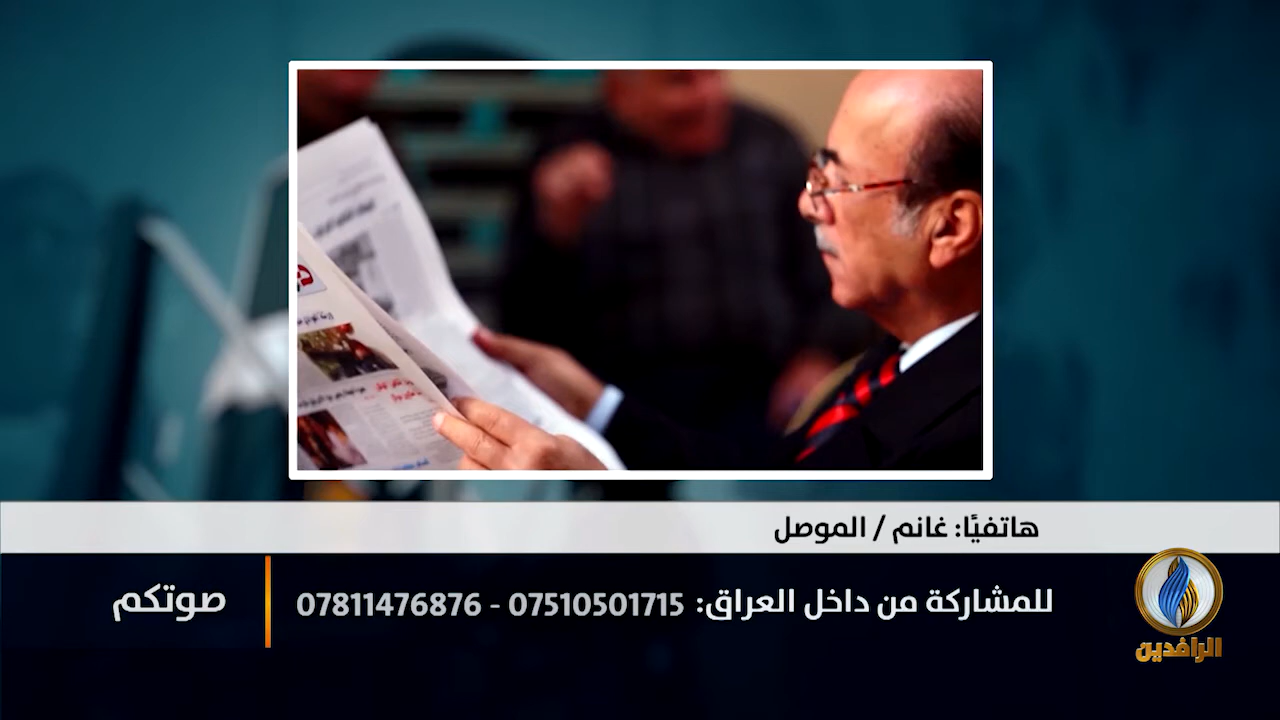 هاتفيًا: غانم / الموصل
للمشاركة من داخل العراق: 07510501715 - 07811476876
صوتكم
الرافدين